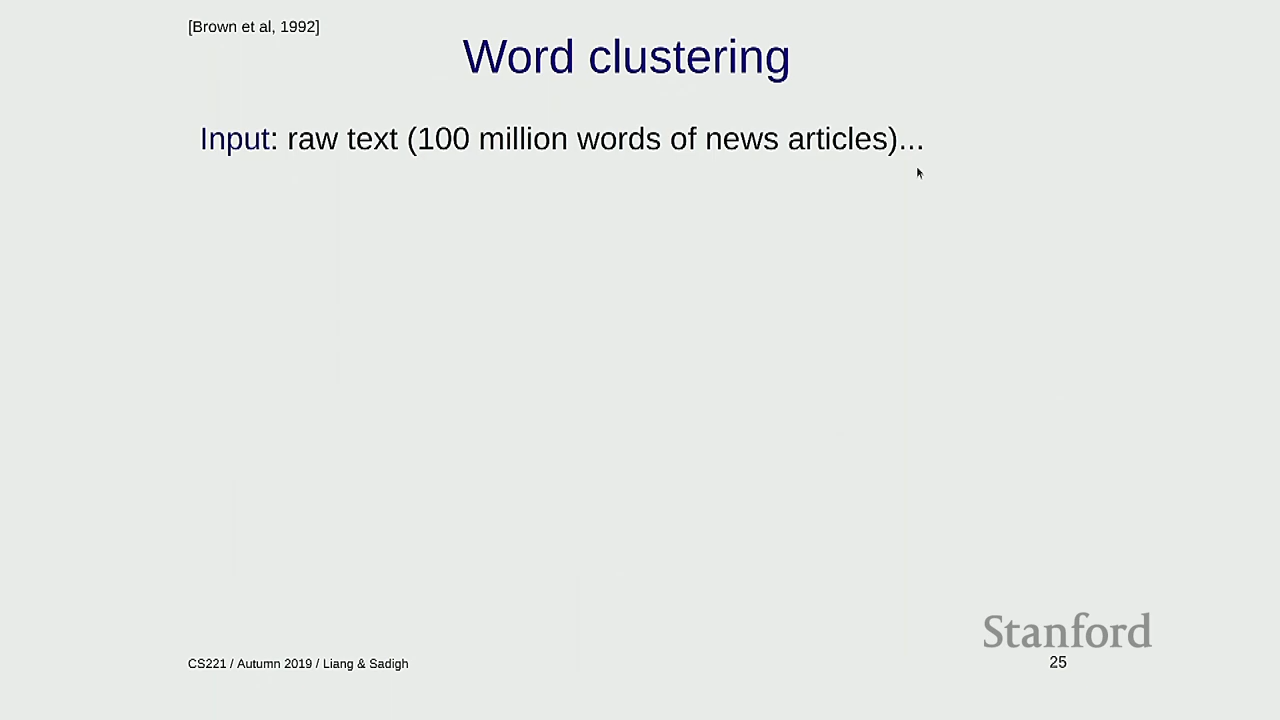 [Brown et al, 1992]
Word clustering
Input: raw text (100 million words of news articles)...
Stanford
CS221 / Autumn 2019 / Liang & Sadigh
25